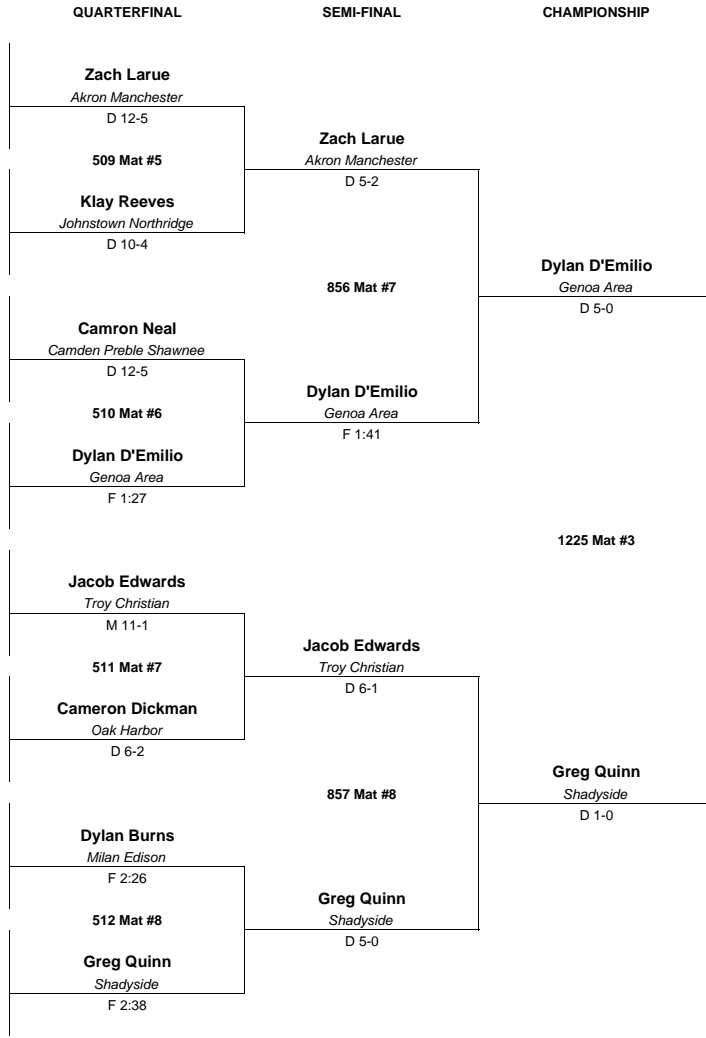 QUARTERFINAL
SEMI-FINAL
CHAMPIONSHIP
Zach Larue
Akron Manchester
D 12-5
509 Mat #5
Klay Reeves
Johnstown Northridge
D 10-4
Camron Neal
Camden Preble Shawnee
D 12-5
510 Mat #6
Dylan D'Emilio
Genoa Area
F 1:27
Jacob Edwards
Troy Christian
M 11-1
511 Mat #7
Cameron Dickman
Oak Harbor
D 6-2
Dylan Burns
Milan Edison
F 2:26
512 Mat #8
Greg Quinn
Shadyside
F 2:38
Zach Larue
Akron Manchester
D 5-2
856 Mat #7
Dylan D'Emilio
Genoa Area
F 1:41
Jacob Edwards
Troy Christian
D 6-1
857 Mat #8
Greg Quinn
Shadyside
D 5-0
Dylan D'Emilio
Genoa Area
D 5-0
1225 Mat #3
Greg Quinn
Shadyside
D 1-0